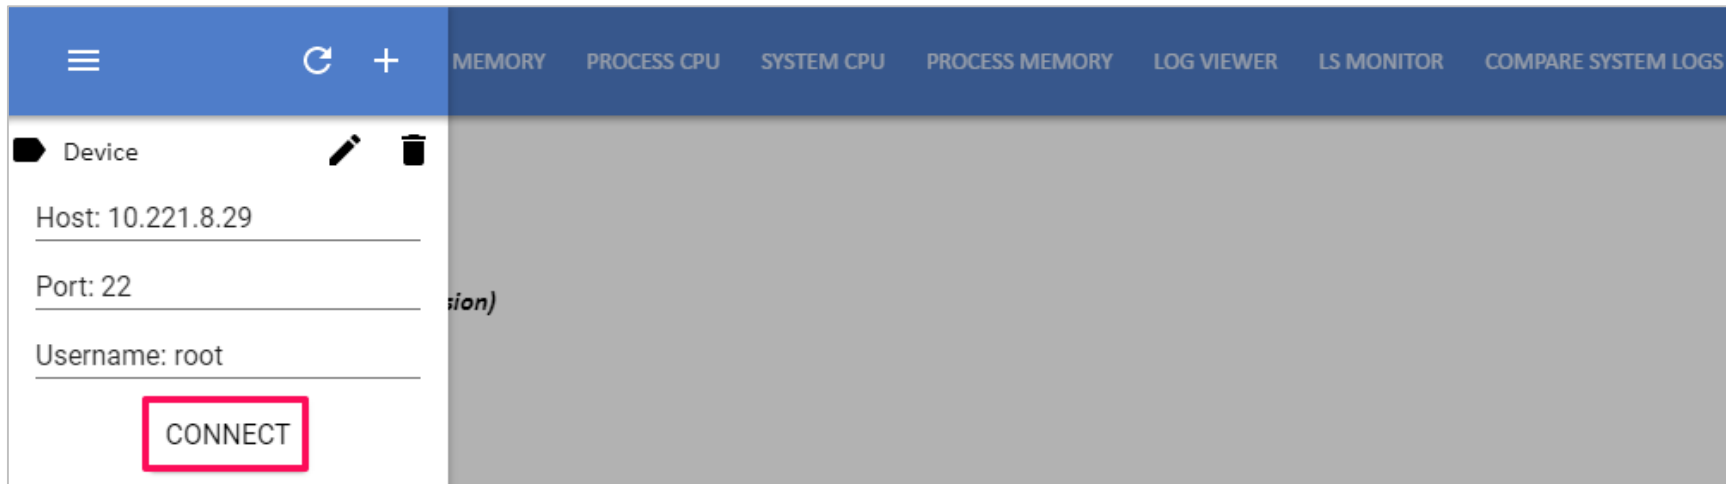 MEMORY PROCESS CPU SYSTEM CPU PROCESS MEMORY LOG VIEWER LS MONITOR COMPARE SYSTEM LOGS
Device
Host: 10.221.8.29
Port: 22
sion)
Username: root
CONNECT